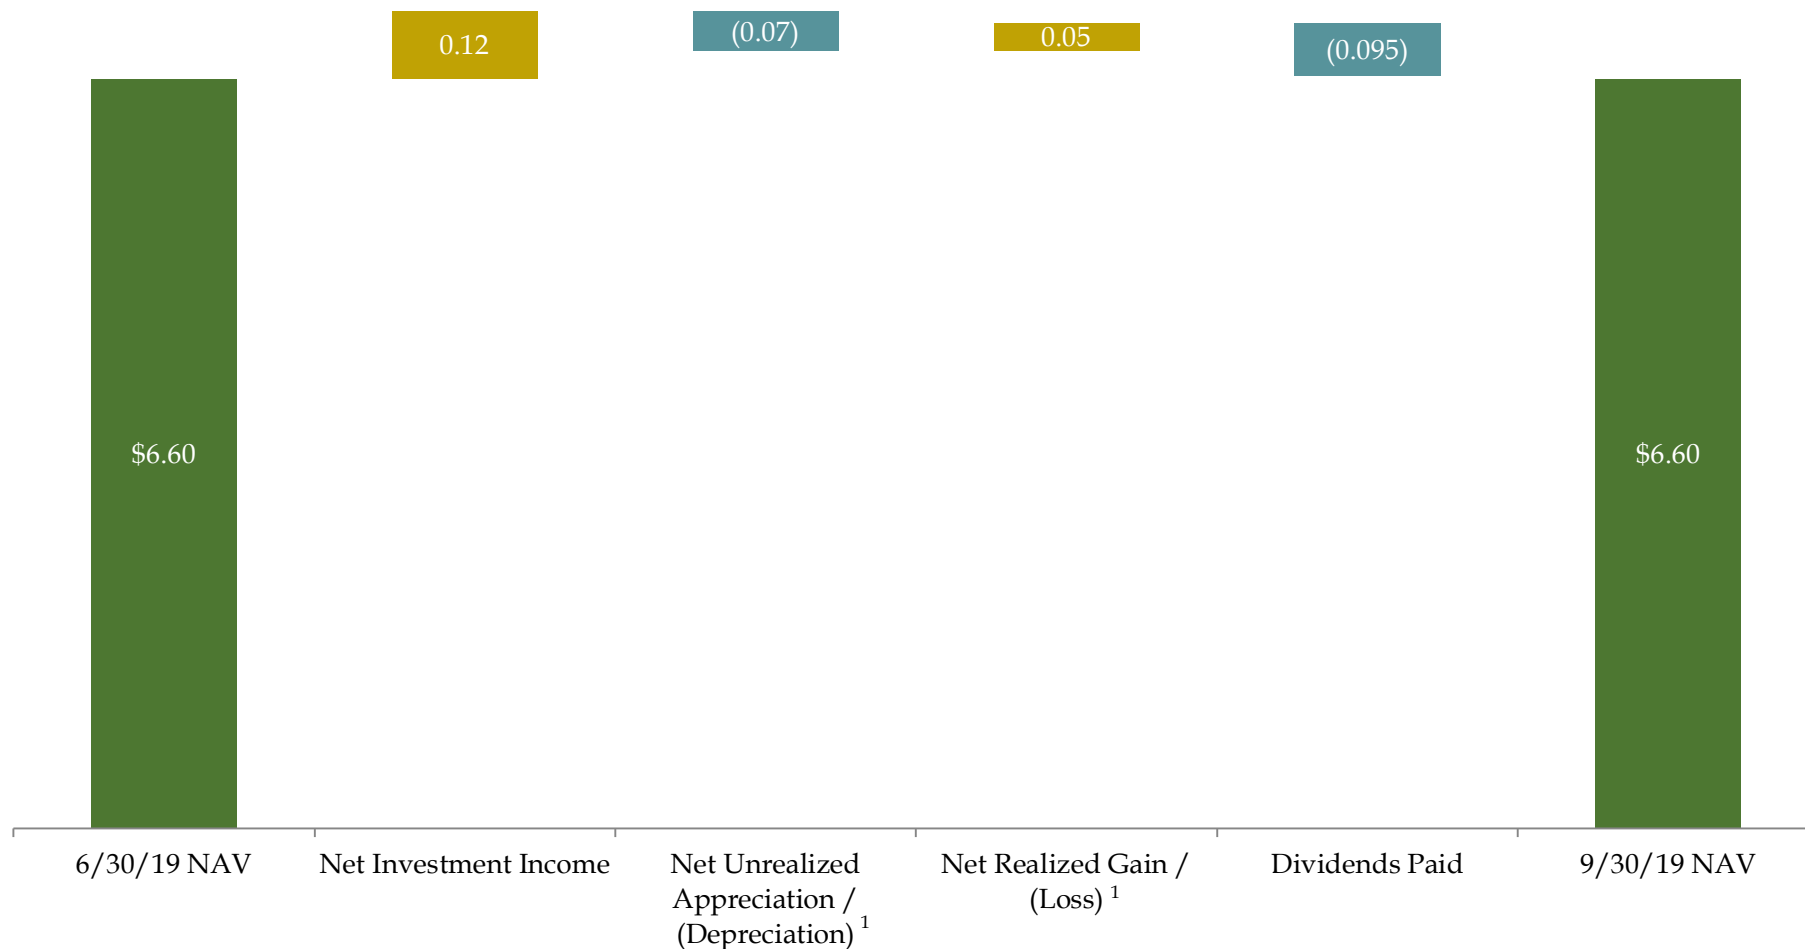 0.12
(0.07)
0.05
(0.095)
$6.60
$6.60
6/30/19 NAV
Net Investment Income
Net Unrealized
Appreciation /
(Depreciation) 1
Net Realized Gain /
(Loss) 1
Dividends Paid
9/30/19 NAV